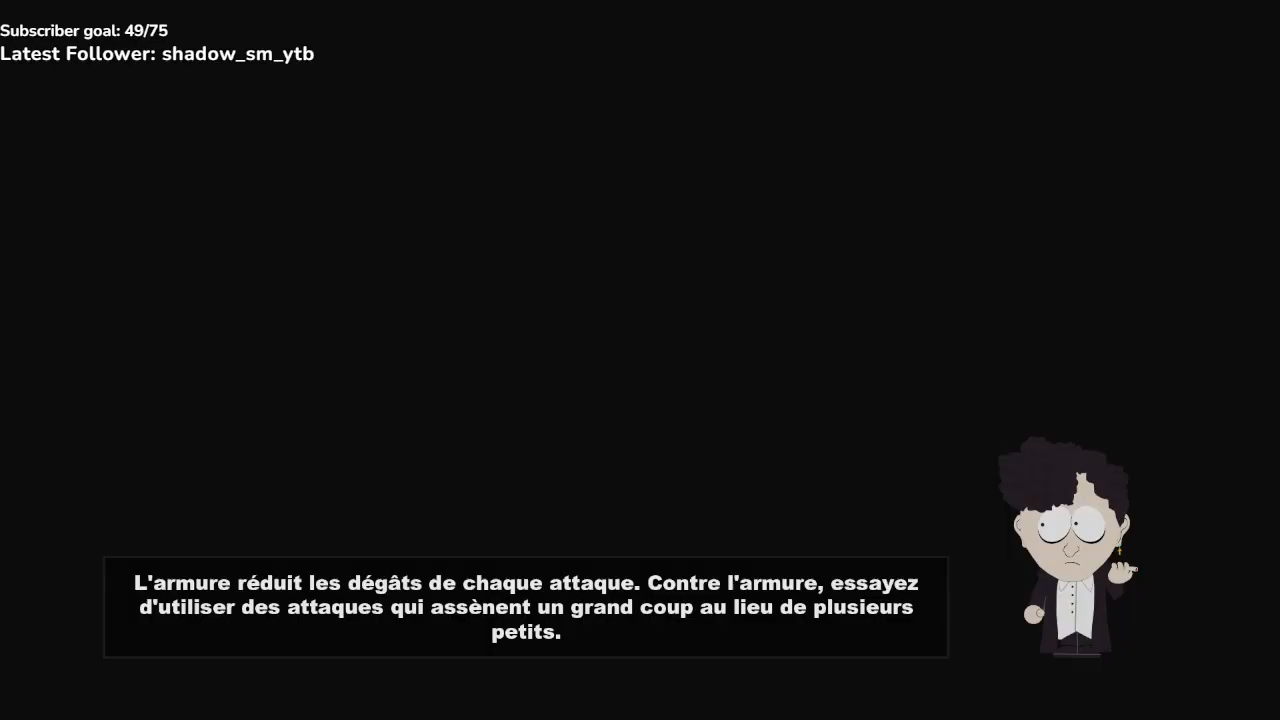 Subscriber goal: 49/75
Latest Follower: shadow_sm_ytb
L'armure réduit les dégâts de chaque attaque. Contre l'armure, essayez
d'utiliser des attaques qui assènent un grand coup au lieu de plusieurs
petits.